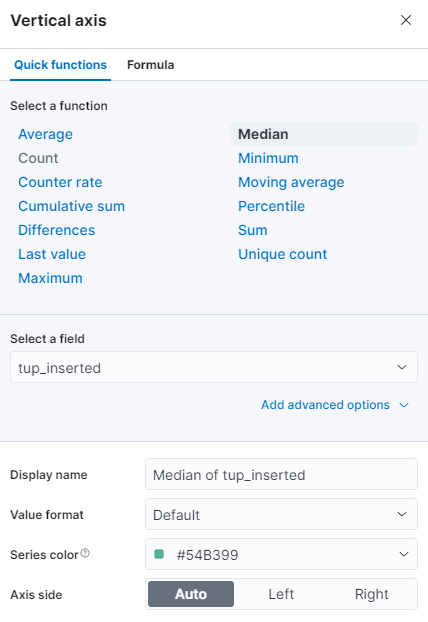 Vertical axis
Quick functions Formula
Select a function
Average Median
Count Minimum
Counter rate Moving average
Cumulative sum Percentile
Differences Sum
Last value Unique count
Maximum
Select a field
tup_inserted
Add advanced options
Display name Median of tup_inserted
Value format Default
Series color #54B399
Axis side Auto Left Right